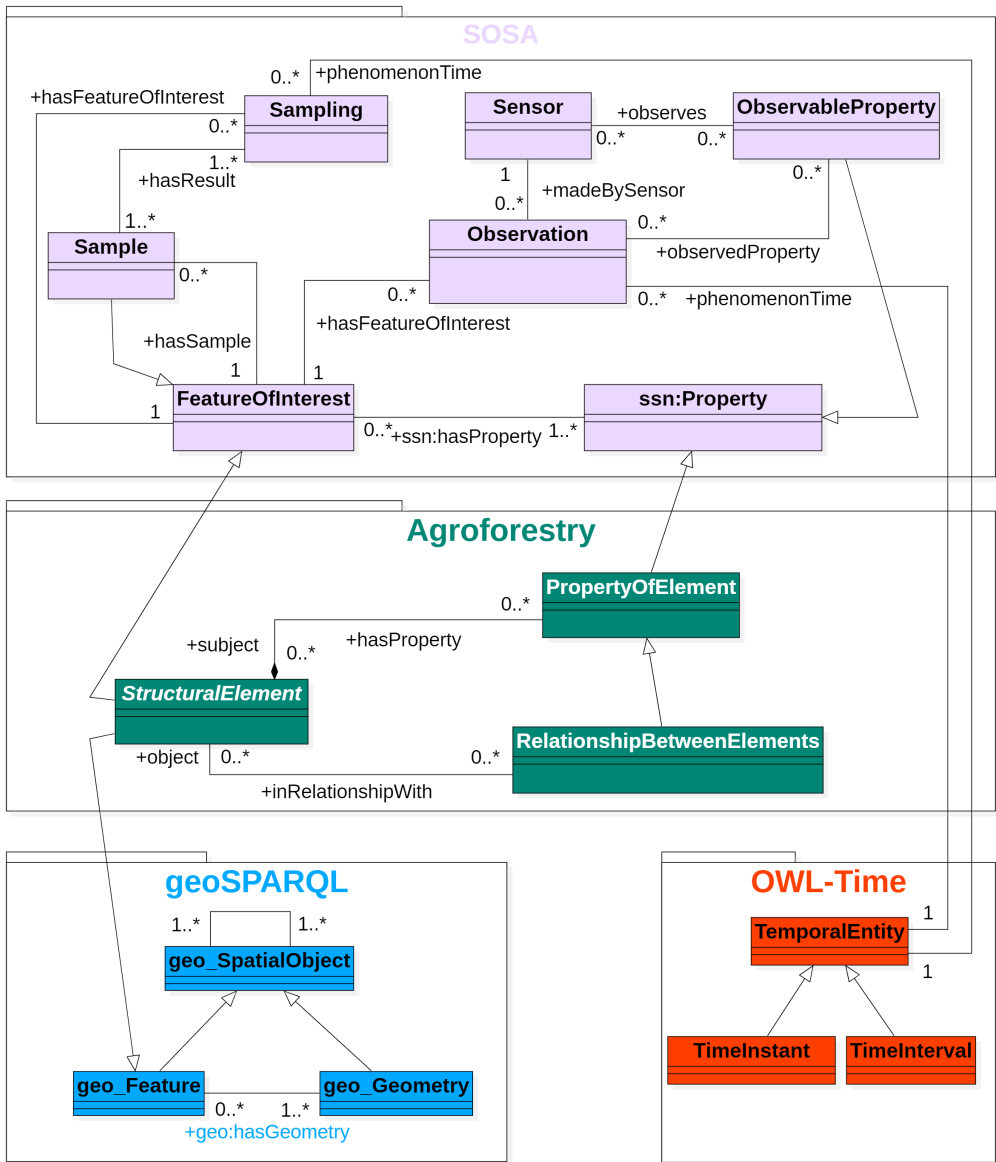 SOSA
0..* +phenomenonTime
+hasFeatureOfInterest
Sampling
Sensor
ObservableProperty
+observes
0..*
0..*
0..*
1..*
+hasResult
1
0..*
+madeBySensor
0..*
1..*
0..*
Sample
Observation
+observedProperty
0..*
0..*
0..* +phenomenonTime
+hasFeatureOfInterest
+hasSample
1
1
FeatureOfInterest
ssn:Property
1
0..*
+ssn:hasProperty
1..*
Agroforestry
PropertyOfElement
0..*
+subject
+hasProperty
0..*
StructuralElement
RelationshipBetweenElements
+object
0..*
0..*
+inRelationshipWith
geoSPARQL
1..*
1..*
geo_SpatialObject
geo_Feature
geo_Geometry
0..*
1..*
+geo:hasGeometry
OWL-Time
1
TemporalEntity
1
TimeInstant
TimeInterval